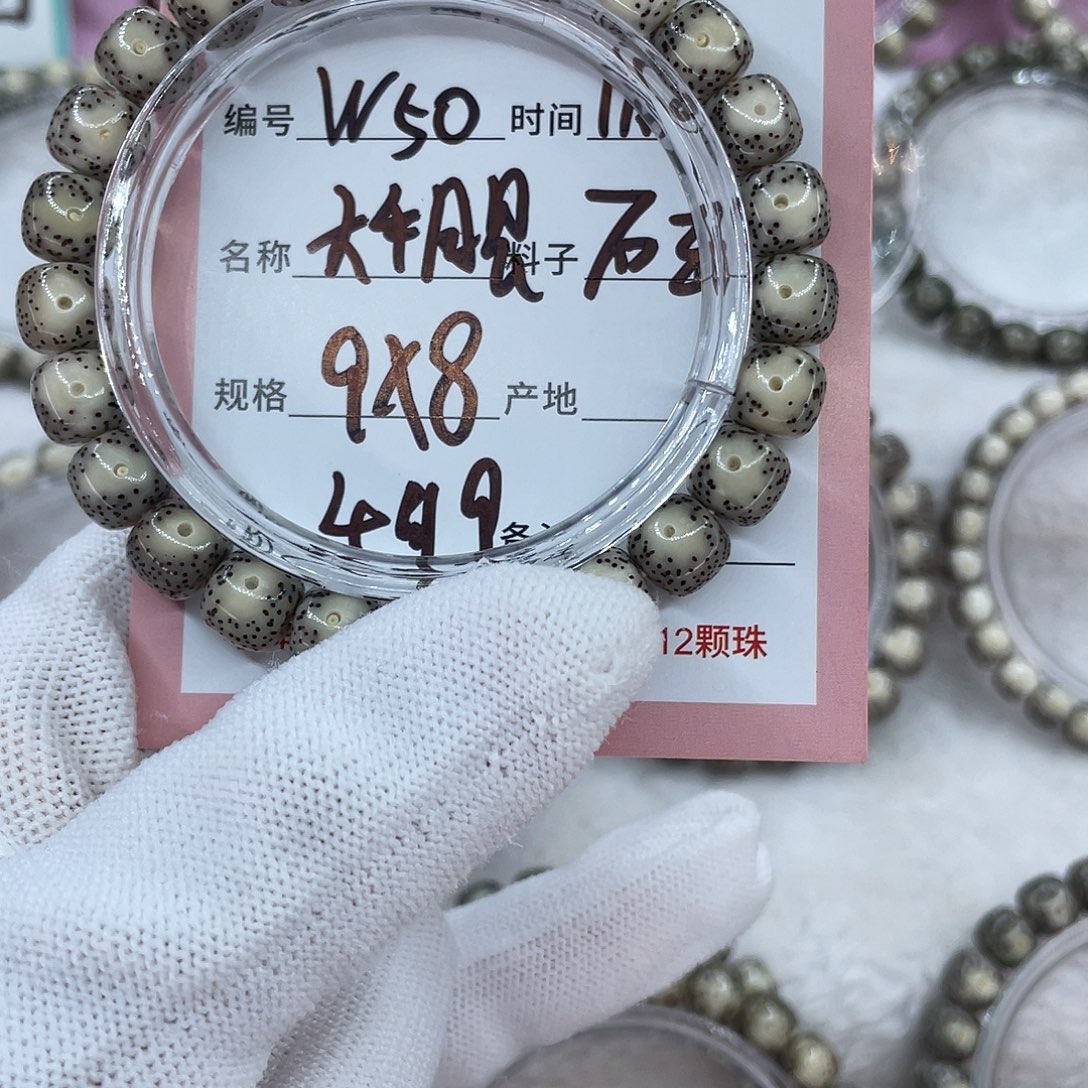 编号 W50 时间
名称 大牛眼 料子 石
规格 9X8 产地
499
12颗珠